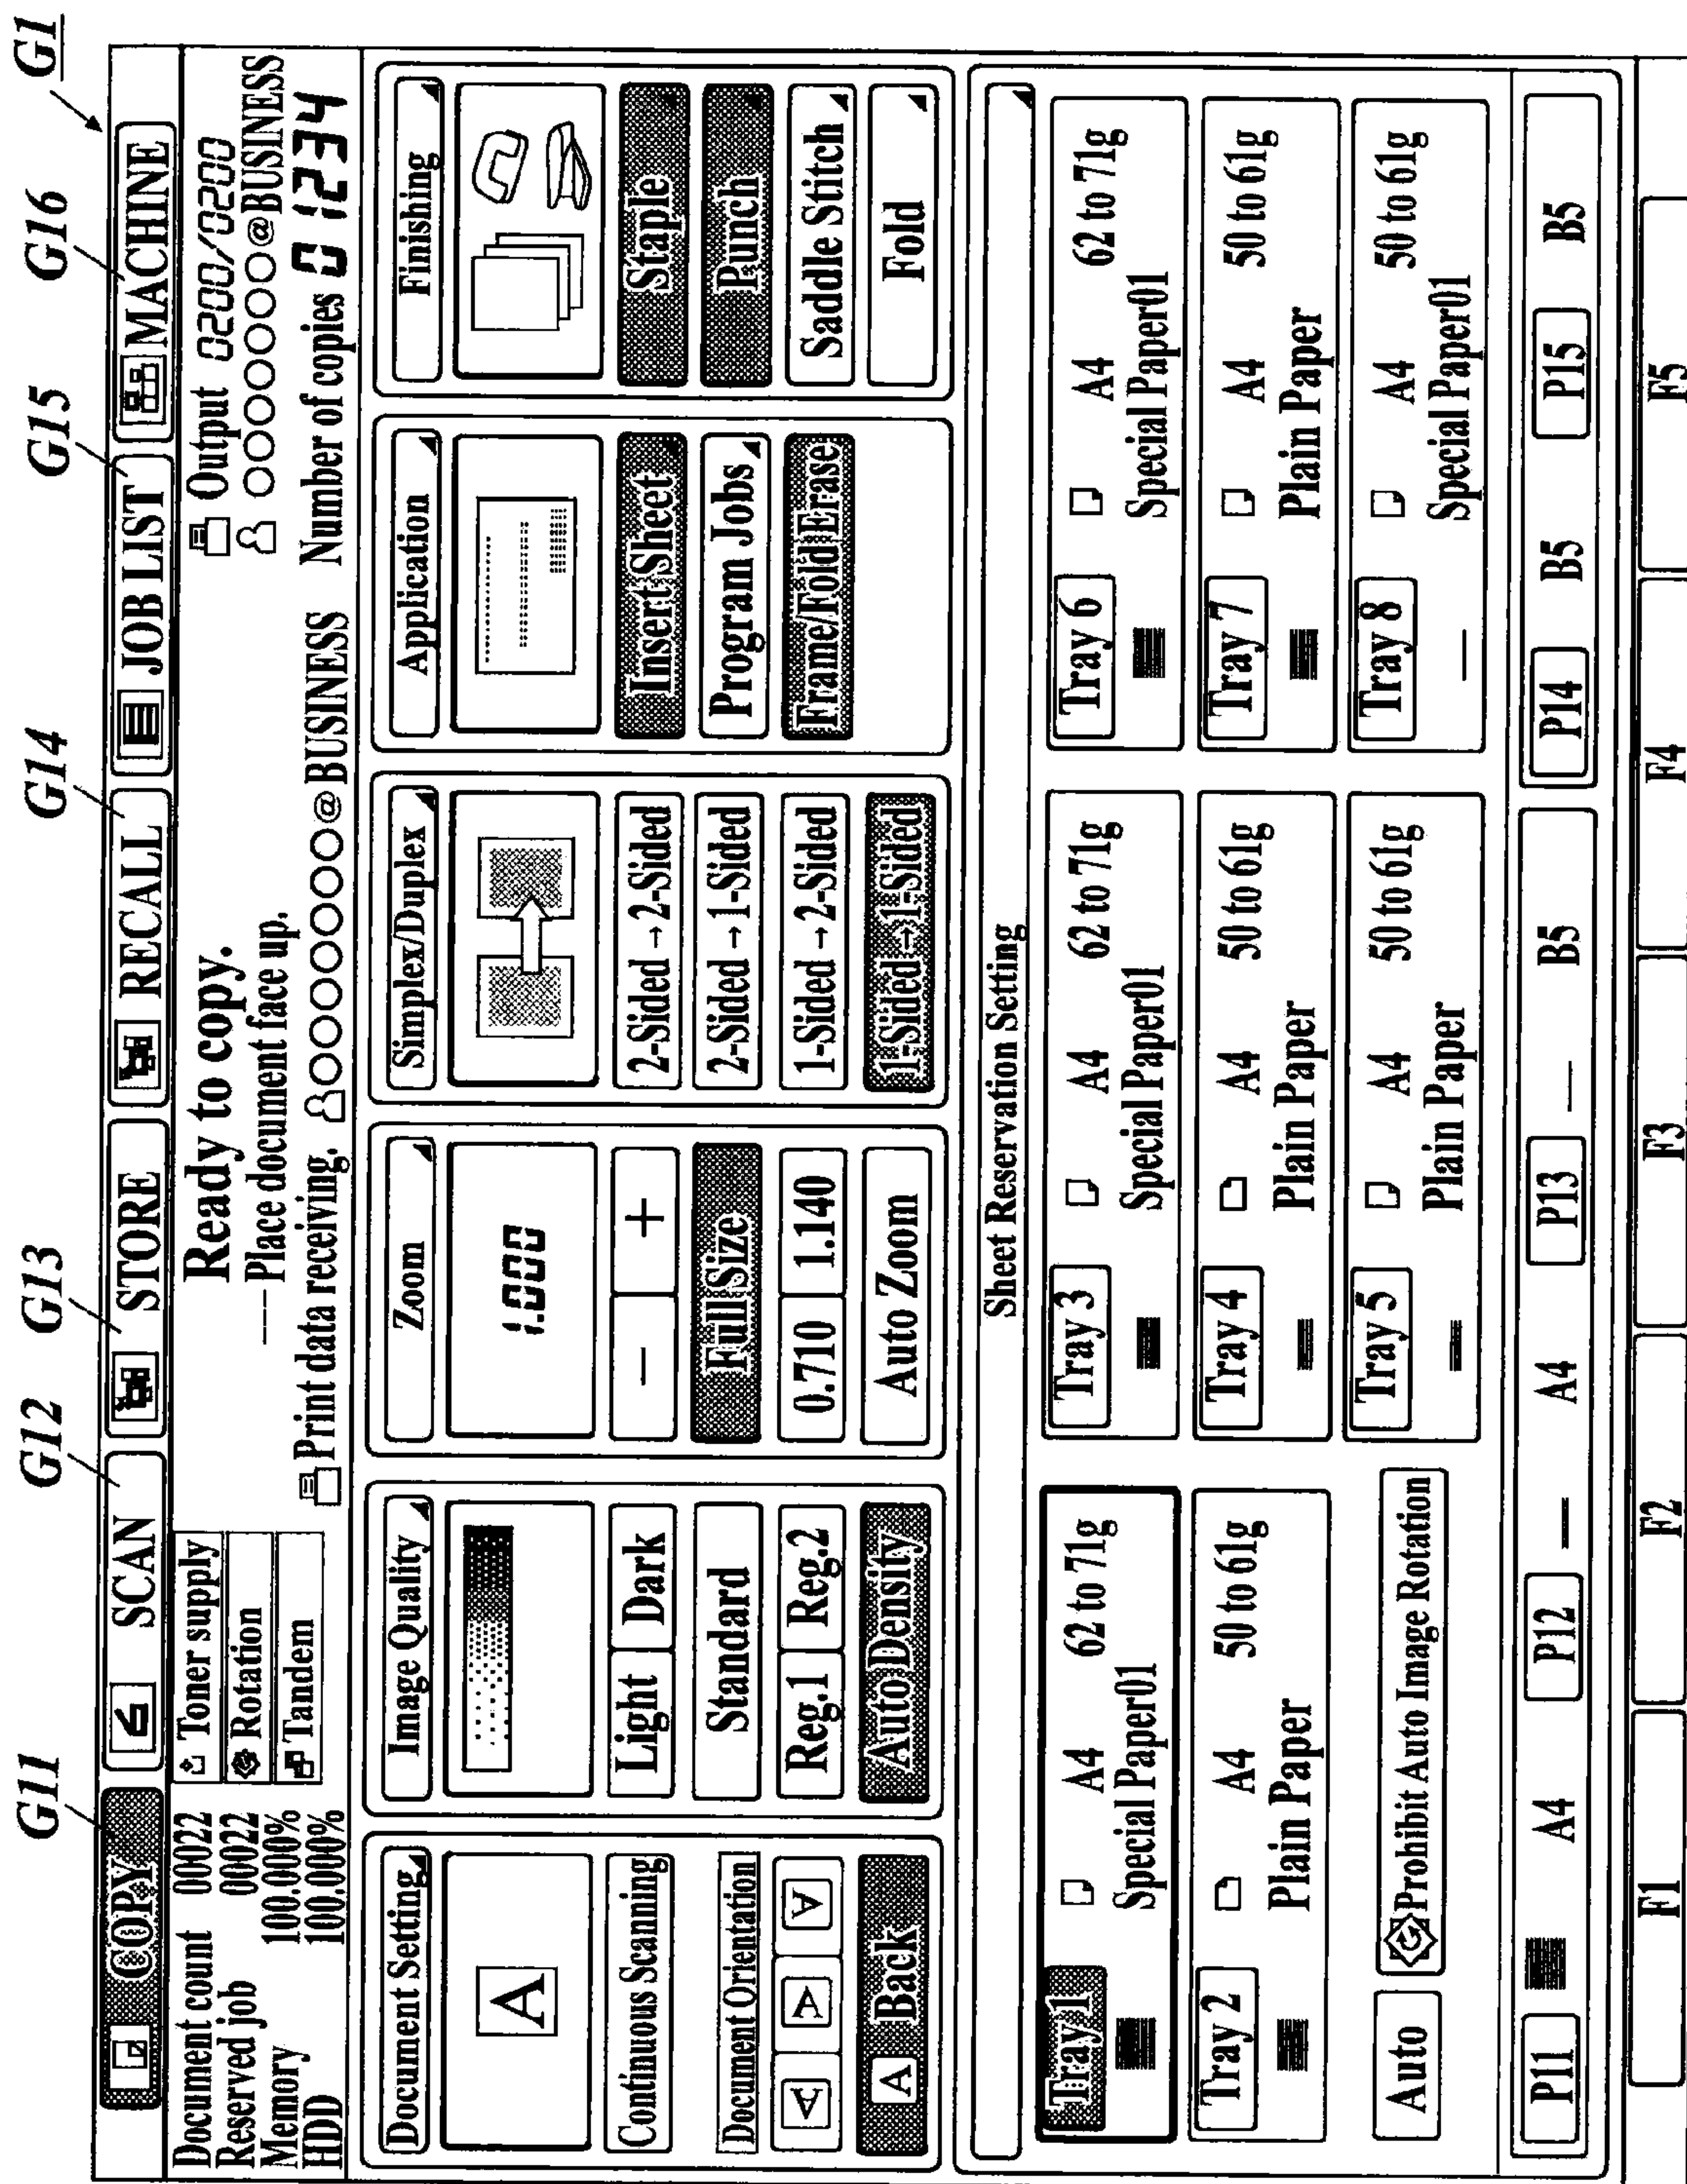 G1
G11 G12 G13 G14 G15 G16
COPY SCAN STORE RECALL JOB LIST MACHINE
Document count 00022
Reserved job 00022
Memory 100.000%
HDD 100.000%
Toner supply
Rotation
Tandem
Ready to copy.
Place document face up.
Print data receiving. ○○○○○○○@BUSINESS
Output 0200/0200
○○○○○○○@BUSINESS
Number of copies 01234
Document Setting
A
Continuous Scanning
Document Orientation
A A A
A Back
Image Quality
Light Dark
Standard
Reg.1 Reg.2
Auto Density
Zoom
1.000
− +
Full Size
0.710 1.140
Auto Zoom
Simplex/Duplex
2-Sided → 2-Sided
2-Sided → 1-Sided
1-Sided → 2-Sided
1-Sided → 1-Sided
Application
Insert Sheet
Program Jobs
Frame/Fold Erase
Finishing
Staple
Punch
Saddle Stitch
Fold
Sheet Reservation Setting
Tray 1 A4 62 to 71g
Special Paper01
Tray 2 A4 50 to 61g
Plain Paper
Auto Prohibit Auto Image Rotation
Tray 3 A4 62 to 71g
Special Paper01
Tray 4 A4 50 to 61g
Plain Paper
Tray 5 A4 50 to 61g
Plain Paper
Tray 6 A4 62 to 71g
Special Paper01
Tray 7 A4 50 to 61g
Plain Paper
Tray 8 A4 50 to 61g
Special Paper01
P11 A4 P12 — A4 P13 — B5 P14 B5 P15 B5
F1 F2 F3 F4 F5